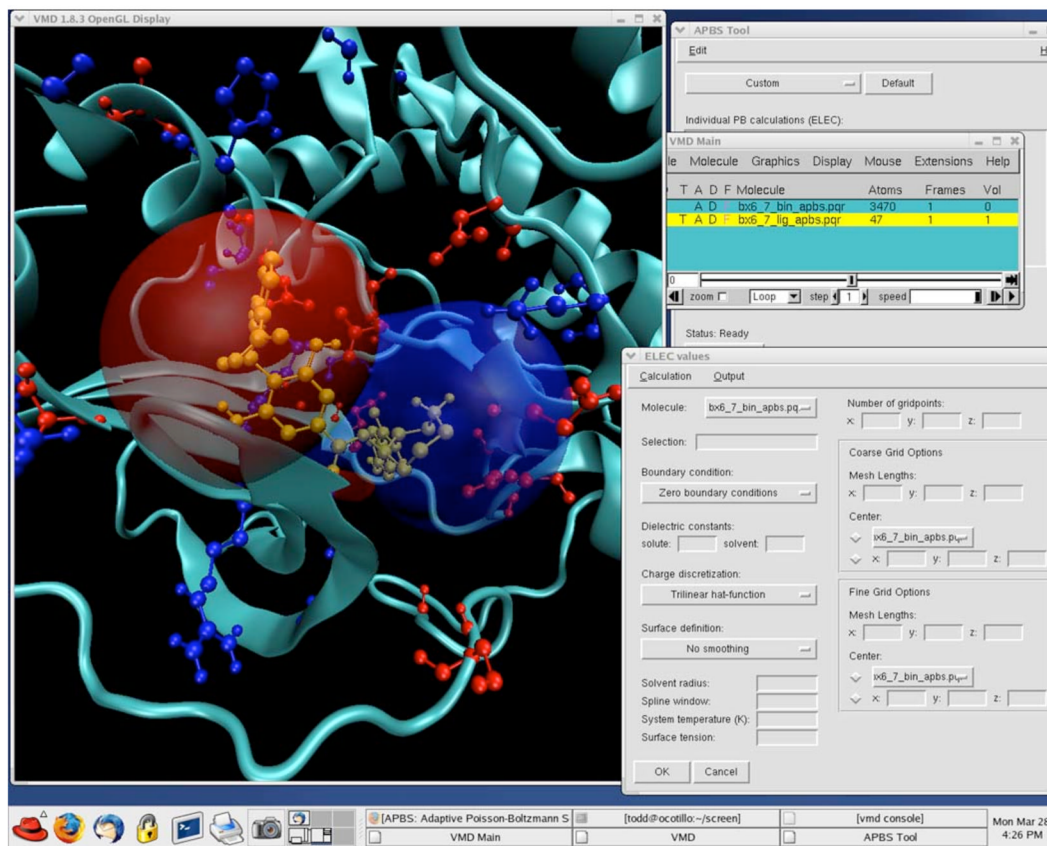 VMD 1.8.3 OpenGL Display
APBS Tool
Edit
H
Custom
Default
Individual PB calculations (ELEC):
VMD Main
le Molecule Graphics Display Mouse Extensions Help
T A D F Molecule Atoms Frames Vol
A D F bx6_7_bin_apbs.pqr 3470 1 0
T A D F bx6_7_lig_apbs.pqr 47 1 1
0
zoom Loop step 1 speed
Status: Ready
ELEC values
Calculation Output
Molecule: bx6_7_bin_apbs.pq
Selection:
Boundary condition:
Zero boundary conditions
Dielectric constants:
solute: solvent:
Charge discretization:
Trilinear hat-function
Surface definition:
No smoothing
Solvent radius:
Spline window:
System temperature (K):
Surface tension:
OK Cancel
Number of gridpoints:
x: y: z:
Coarse Grid Options
Mesh Lengths:
x: y: z:
Center:
x6_7_bin_apbs.pq
x: y: z:
Fine Grid Options
Mesh Lengths:
x: y: z:
Center:
x6_7_bin_apbs.pq
x: y: z:
[APBS: Adaptive Poisson-Boltzmann S
[todd@ocotillo:~/screen]
[vmd console]
VMD Main
VMD
APBS Tool
Mon Mar 28
4:26 PM